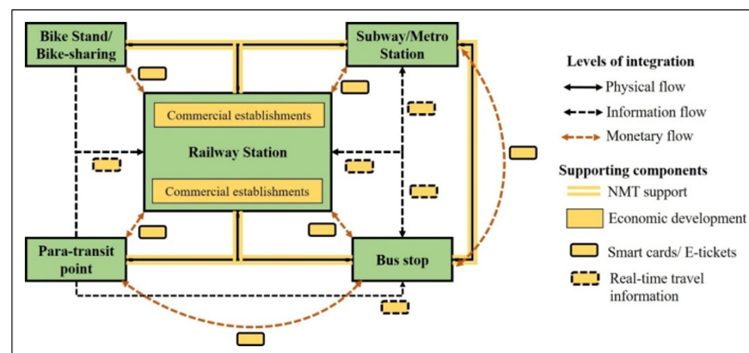 Bike Stand/
Bike-sharing
Subway/Metro
Station
Commercial establishments
Railway Station
Commercial establishments
Para-transit
point
Bus stop
Levels of integration
Physical flow
Information flow
Monetary flow
Supporting components
NMT support
Economic development
Smart cards/ E-tickets
Real-time travel
information